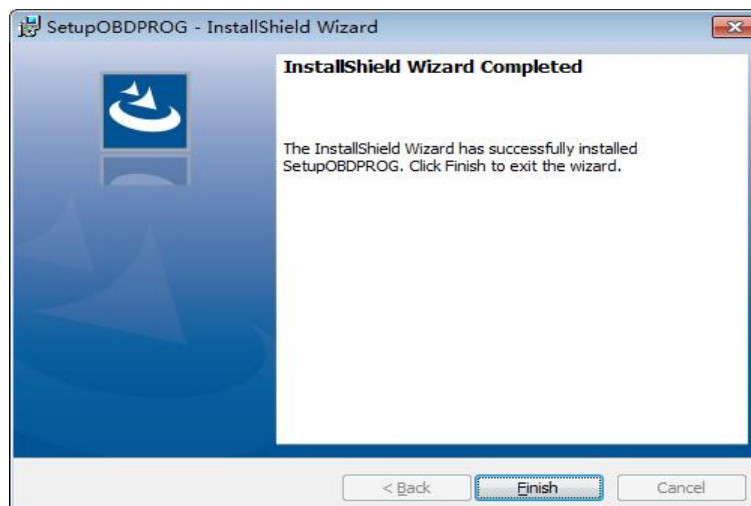 SetupOBDPROG - InstallShield Wizard
InstallShield Wizard Completed
The InstallShield Wizard has successfully installed
SetupOBDPROG. Click Finish to exit the wizard.
< Back
Finish
Cancel